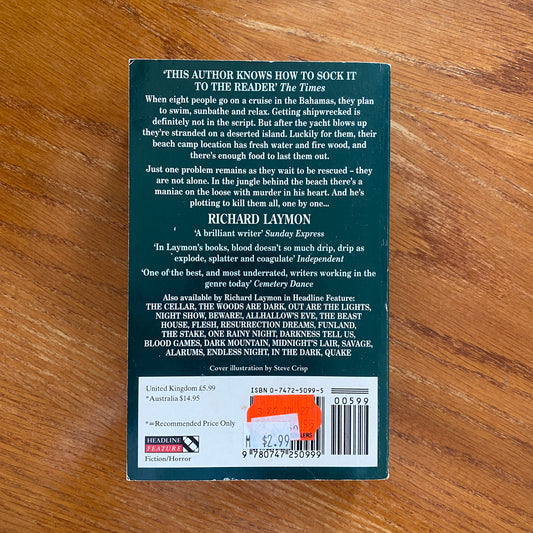 'THIS AUTHOR KNOWS HOW TO SOCK IT
TO THE READER' The Times
When eight people go on a cruise in the Bahamas, they plan
to swim, sunbathe and relax. Getting shipwrecked is
definitely not in the script. But after the yacht blows up
they're stranded on a deserted island. Luckily for them, their
beach camp location has fresh water and fire wood, and
there's enough food to last them out.
Just one problem remains as they wait to be rescued – they
are not alone. In the jungle behind the beach there's a
maniac on the loose with murder in his heart. And he's
plotting to kill them all, one by one...
RICHARD LAYMON
'A brilliant writer' Sunday Express
'In Laymon's books, blood doesn't so much drip, drip as
explode, splatter and coagulate' Independent
'One of the best, and most underrated, writers working in the
genre today' Cemetery Dance
Also available by Richard Laymon in Headline Feature:
THE CELLAR, THE WOODS ARE DARK, OUT ARE THE LIGHTS,
NIGHT SHOW, BEWARE!, ALLHALLOW'S EVE, THE BEAST
HOUSE, FLESH, RESURRECTION DREAMS, FUNLAND,
THE STAKE, ONE RAINY NIGHT, DARKNESS TELL US,
BLOOD GAMES, DARK MOUNTAIN, MIDNIGHT'S LAIR, SAVAGE,
ALARUMS, ENDLESS NIGHT, IN THE DARK, QUAKE
Cover illustration by Steve Crisp
United Kingdom £5.99
*Australia $14.95
*=Recommended Price Only
HEADLINE
FEATURE
Fiction/Horror
ISBN 0-7472-5099-5
00599
M $2.99
9 780747 250999